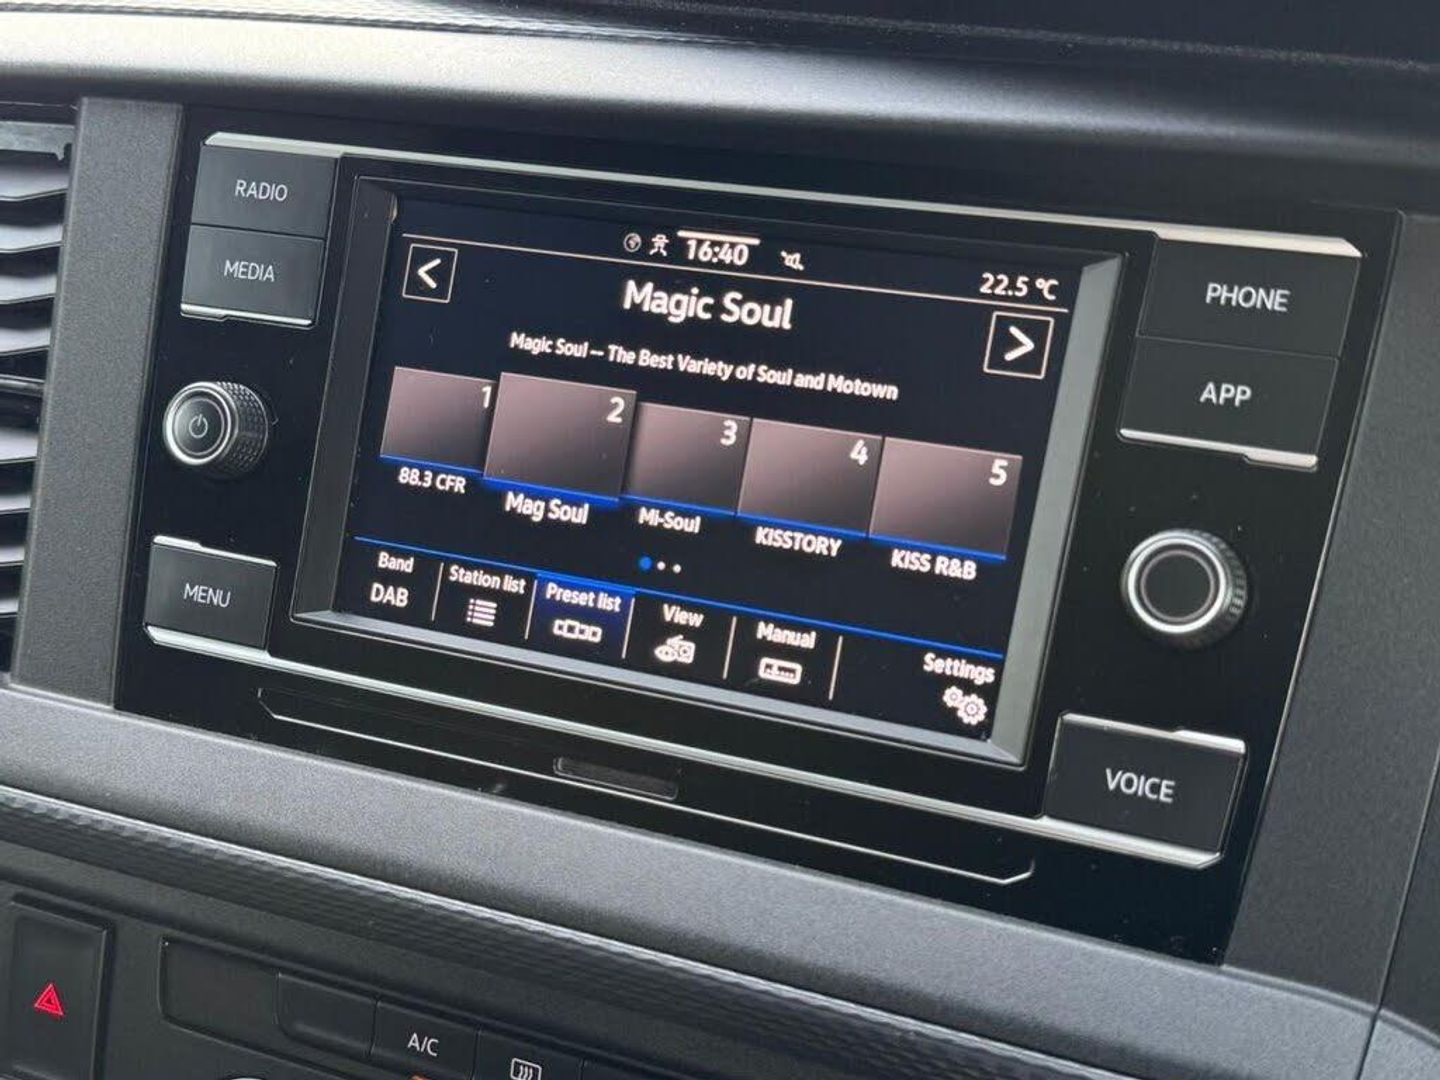 RADIO
MEDIA
MENU
16:40
22.5 °C
<
Magic Soul
>
Magic Soul -- The Best Variety of Soul and Motown
1
2
3
4
5
88.3 CFR
Mag Soul
Mi-Soul
KISSTORY
KISS R&B
Band
DAB
Station list
Preset list
View
Manual
Settings
PHONE
APP
VOICE
A/C